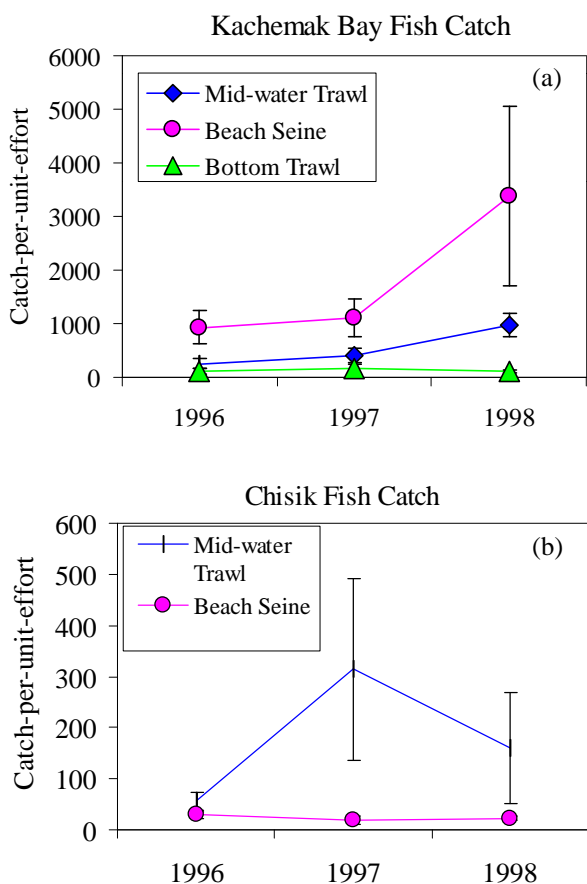 Kachemak Bay Fish Catch
(a)
Mid-water Trawl
Beach Seine
Bottom Trawl
Catch-per-unit-effort
6000
5000
4000
3000
2000
1000
0
1996 1997 1998
Chisik Fish Catch
(b)
Mid-water
Trawl
Beach Seine
Catch-per-unit-effort
600
500
400
300
200
100
0
1996 1997 1998